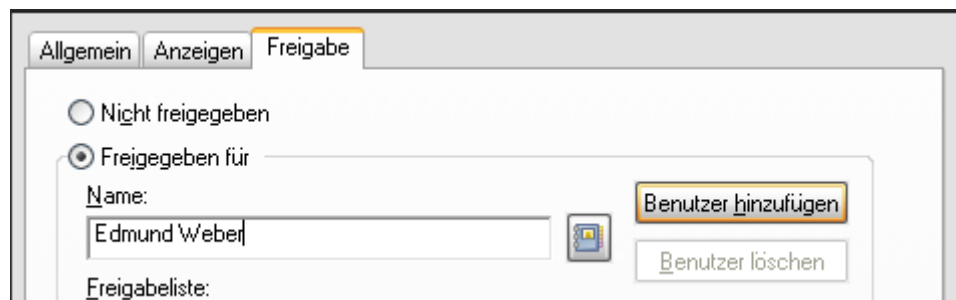 Allgemein Anzeigen Freigabe
Nicht freigegeben
Freigegeben für
Name:
Benutzer hinzufügen
Edmund Weber
Benutzer löschen
Freigabeliste: